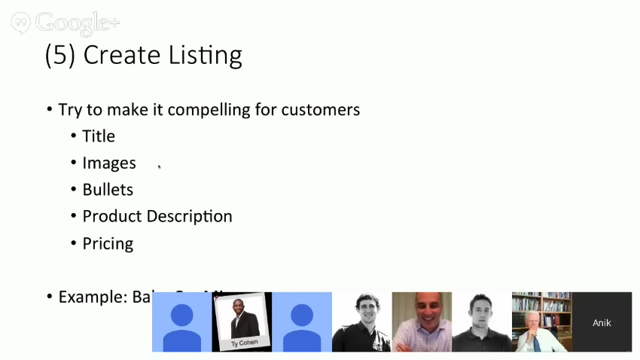 Google+
(5) Create Listing
• Try to make it compelling for customers
• Title
• Images
• Bullets
• Product Description
• Pricing
• Example:
Ty Cohen
Anik